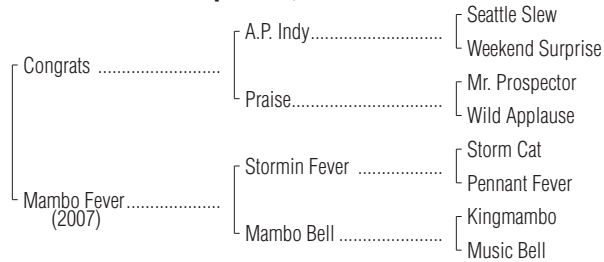 Seattle Slew
A.P. Indy
Weekend Surprise
Congrats
Mr. Prospector
Praise
Wild Applause
Storm Cat
Stormin Fever
Pennant Fever
Mambo Fever
(2007)
Kingmambo
Mambo Bell
Music Bell